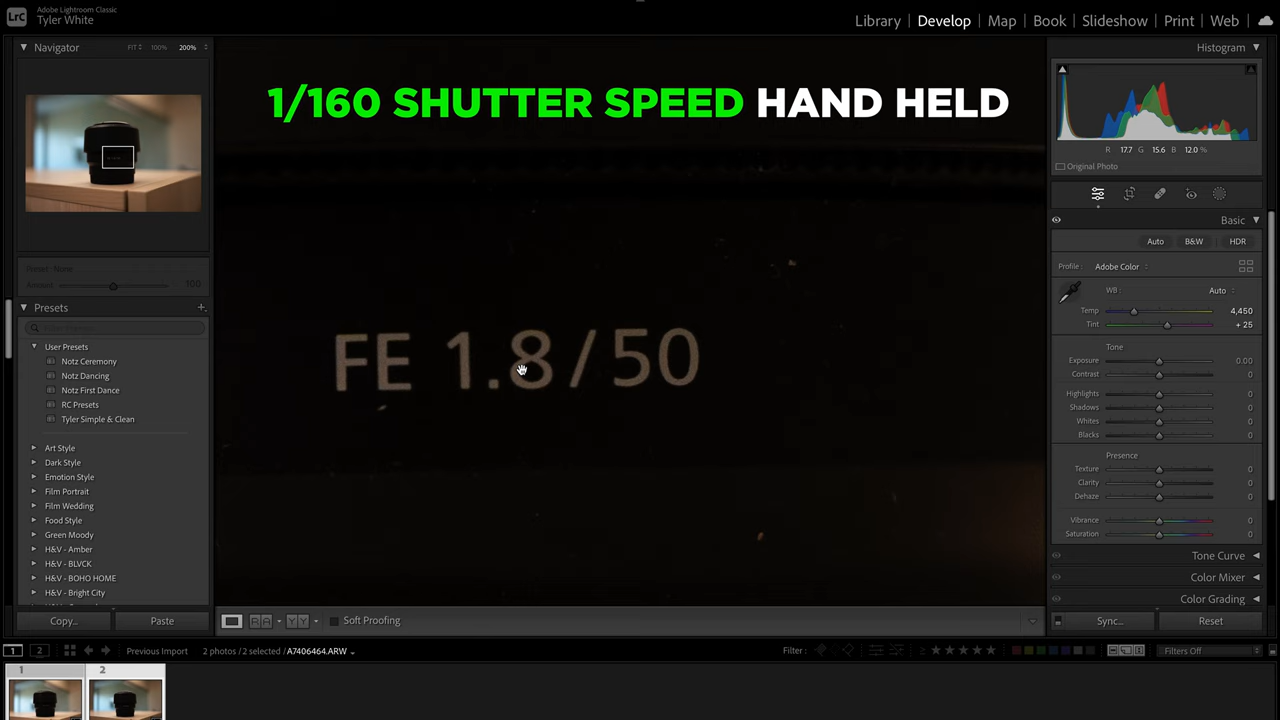 LrC
Adobe Lightroom Classic
Tyler White
Library | Develop | Map | Book | Slideshow | Print | Web
Navigator FIT 100% 200%
Preset: None
Amount 100
Presets
User Presets
Notz Ceremony
Notz Dancing
Notz First Dance
RC Presets
Tyler Simple & Clean
Art Style
Dark Style
Emotion Style
Film Portrait
Film Wedding
Food Style
Green Moody
H&V - Amber
H&V - BLVCK
H&V - BOHO HOME
H&V - Bright City
Copy... Paste
1/160 SHUTTER SPEED HAND HELD
FE 1.8/50
Soft Proofing
Histogram
R 17.7 G 15.6 B 12.0 %
Original Photo
Basic
Auto B&W HDR
Profile: Adobe Color
WB: Auto
Temp 4,450
Tint + 25
Tone
Exposure 0.00
Contrast 0
Highlights 0
Shadows 0
Whites 0
Blacks 0
Presence
Texture 0
Clarity 0
Dehaze 0
Vibrance 0
Saturation 0
Tone Curve
Color Mixer
Color Grading
Sync... Reset
1 2 Previous Import 2 photos / 2 selected / A7406464.ARW
Filter: Filters Off
1 2